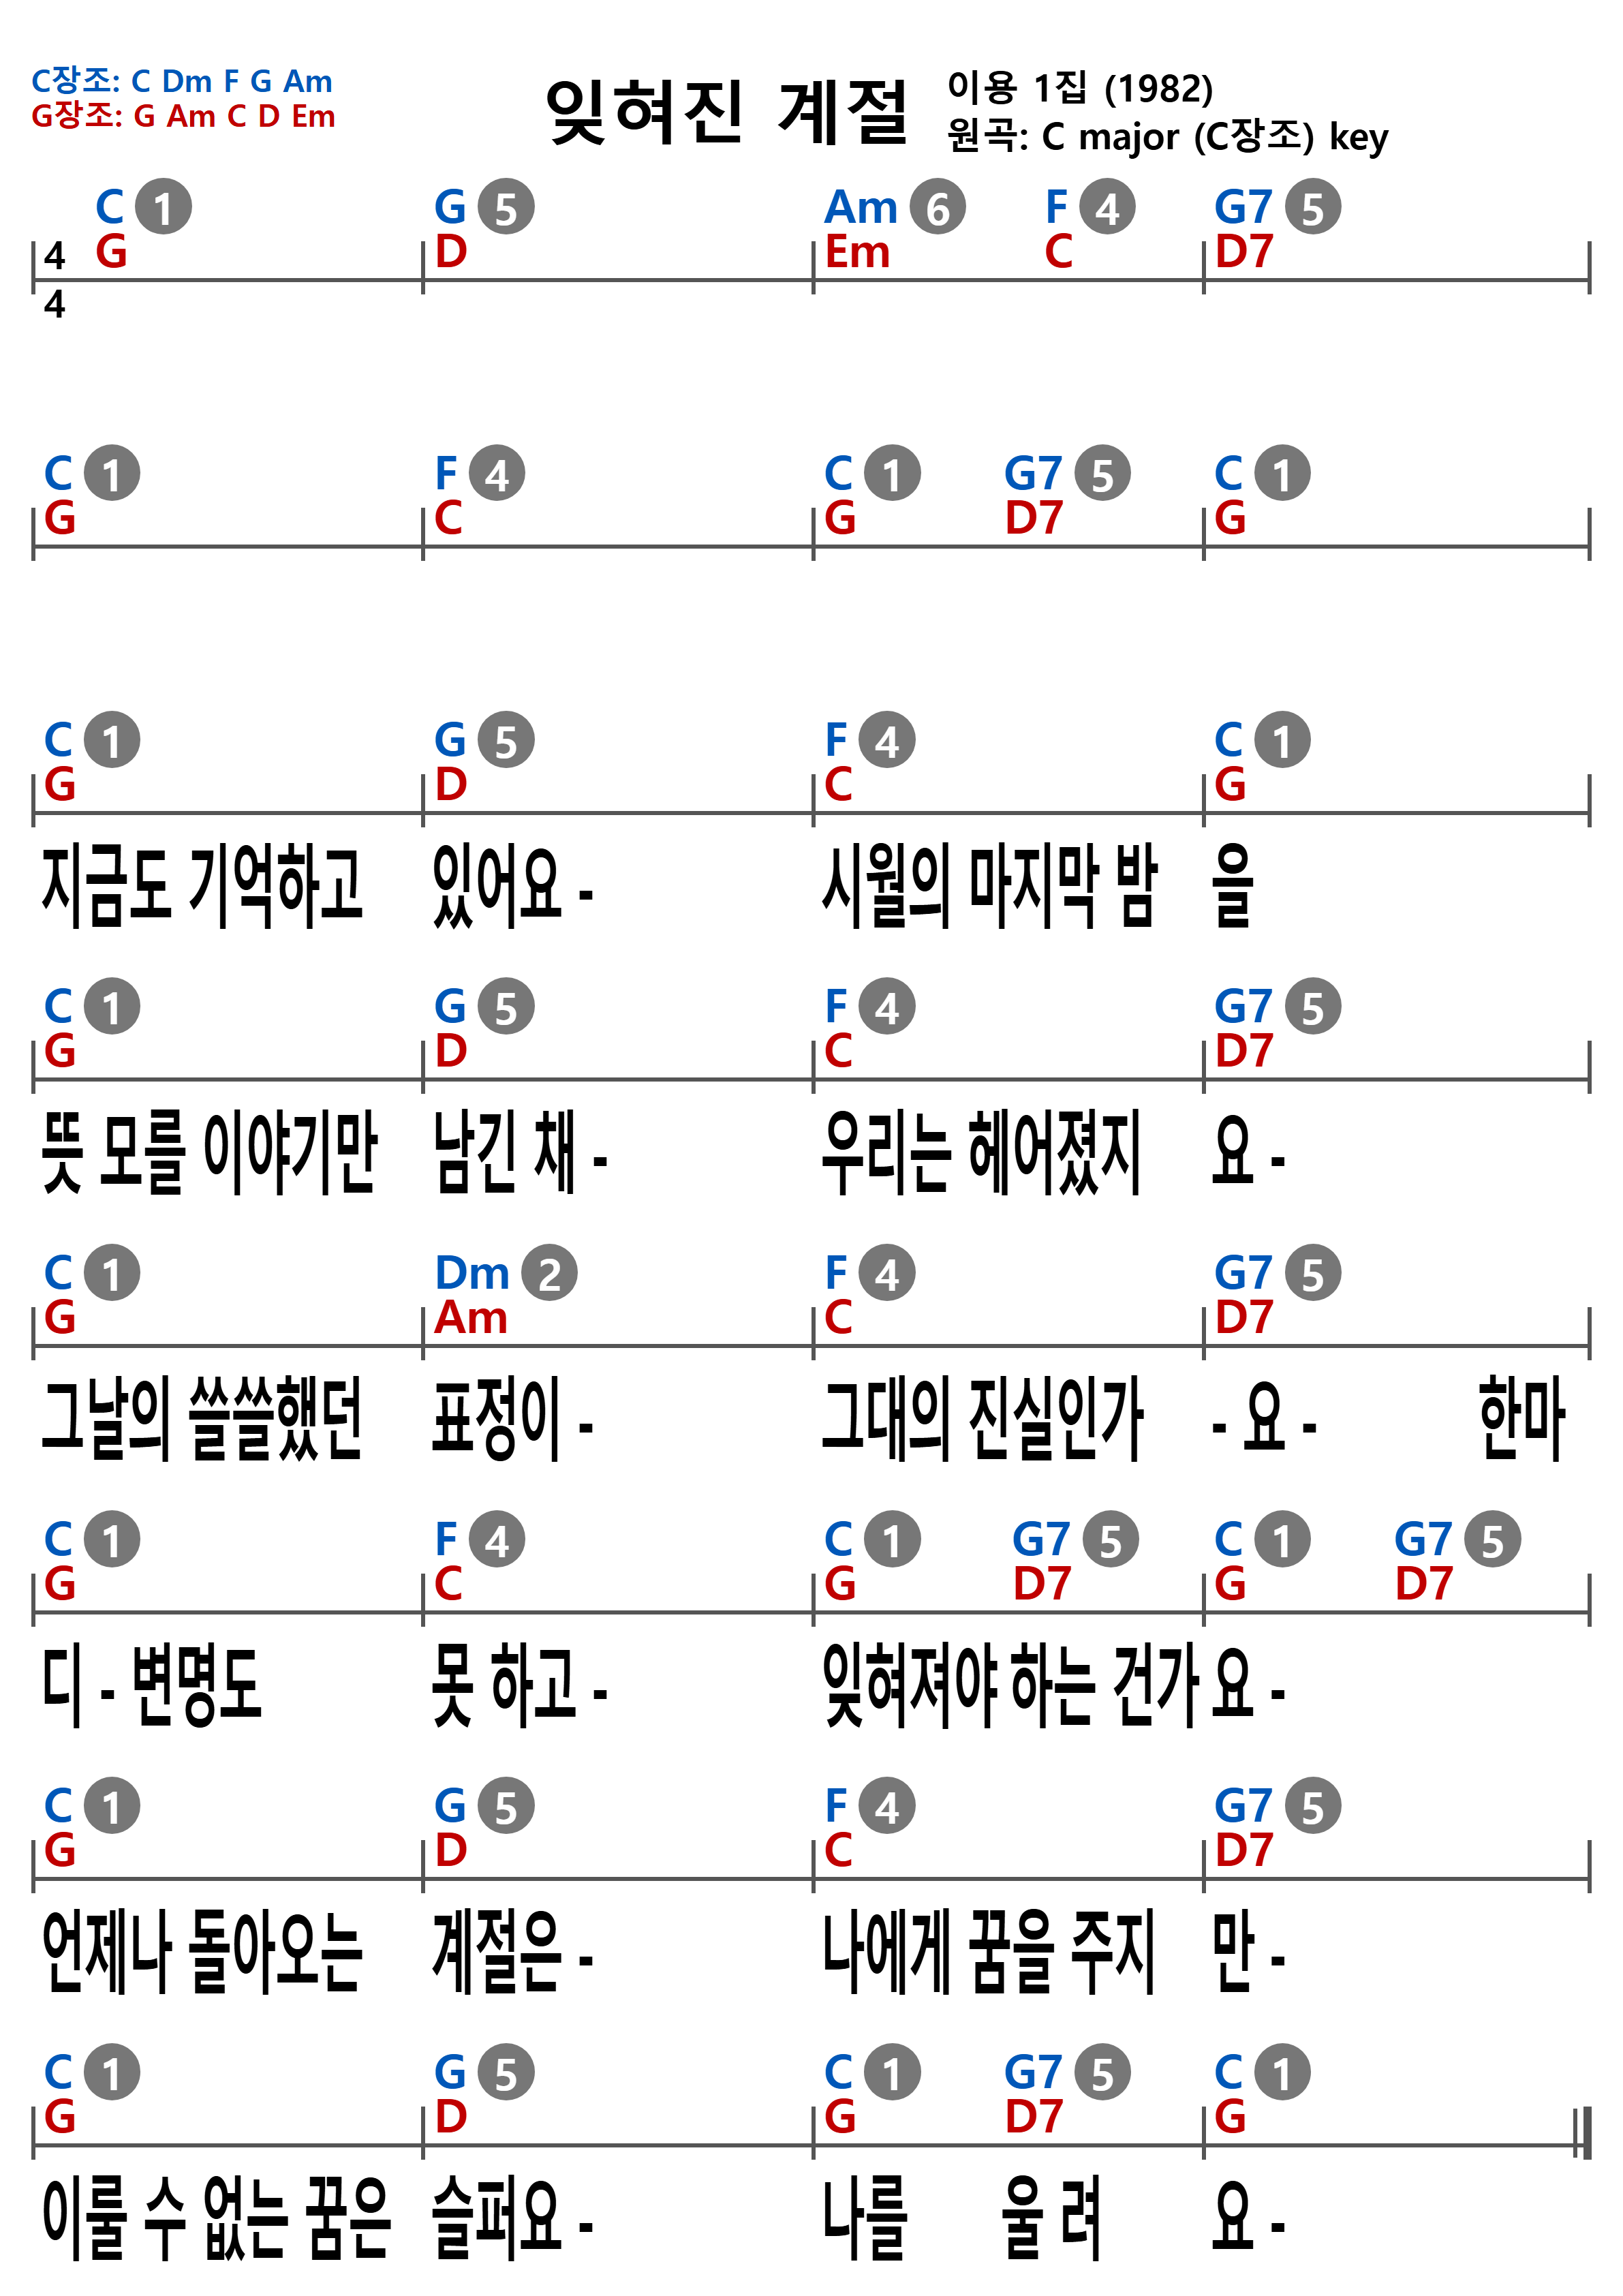 C장조: C Dm F G Am
G장조: G Am C D Em
잊혀진 계절
이용 1집 (1982)
원곡: C major (C장조) key
C 1 G 5 Am 6 F 4 G7 5
G D Em C D7
4
4
C 1 F 4 C 1 G7 5 C 1
G C G D7 G
C 1 G 5 F 4 C 1
G D C G
지금도 기억하고 있어요 - 시월의 마지막 밤 을
C 1 G 5 F 4 G7 5
G D C D7
뜻 모를 이야기만 남긴 채 - 우리는 헤어졌지 요 -
C 1 Dm 2 F 4 G7 5
G Am C D7
그날의 쓸쓸했던 표정이 - 그대의 진실인가 - 요 - 한마
C 1 F 4 C 1 G7 5 C 1 G7 5
G C G D7 G D7
디 - 변명도 못 하고 - 잊혀져야 하는 건가 요 -
C 1 G 5 F 4 G7 5
G D C D7
언제나 돌아오는 계절은 - 나에게 꿈을 주지 만 -
C 1 G 5 C 1 G7 5 C 1
G D G D7 G
이룰 수 없는 꿈은 슬퍼요 - 나를 울 려 요 -